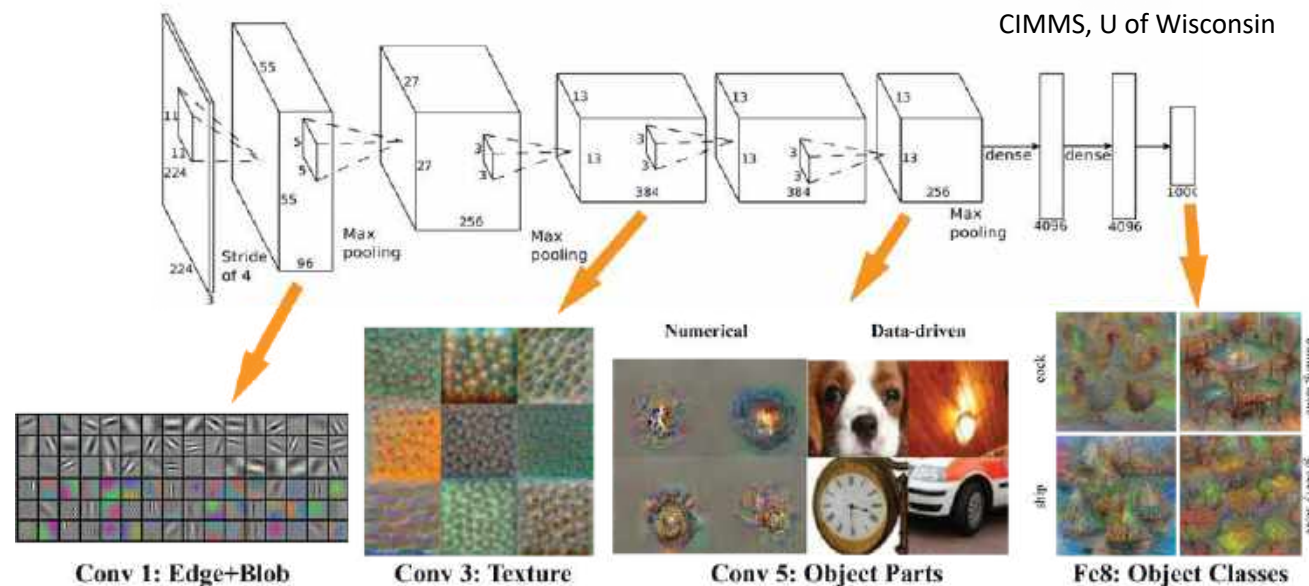 CIMMS, U of Wisconsin
55
27
13
13
13
11
11
224
5
5
55
27
3
3
13
3
3
13
3
3
13
dense
dense
384
384
256
1000
256
Max
pooling
Max
pooling
Max
pooling
4096
4096
224
Stride
of 4
96
3
Numerical
Data-driven
cock
ship
Conv 1: Edge+Blob
Conv 3: Texture
Conv 5: Object Parts
Fc8: Object Classes